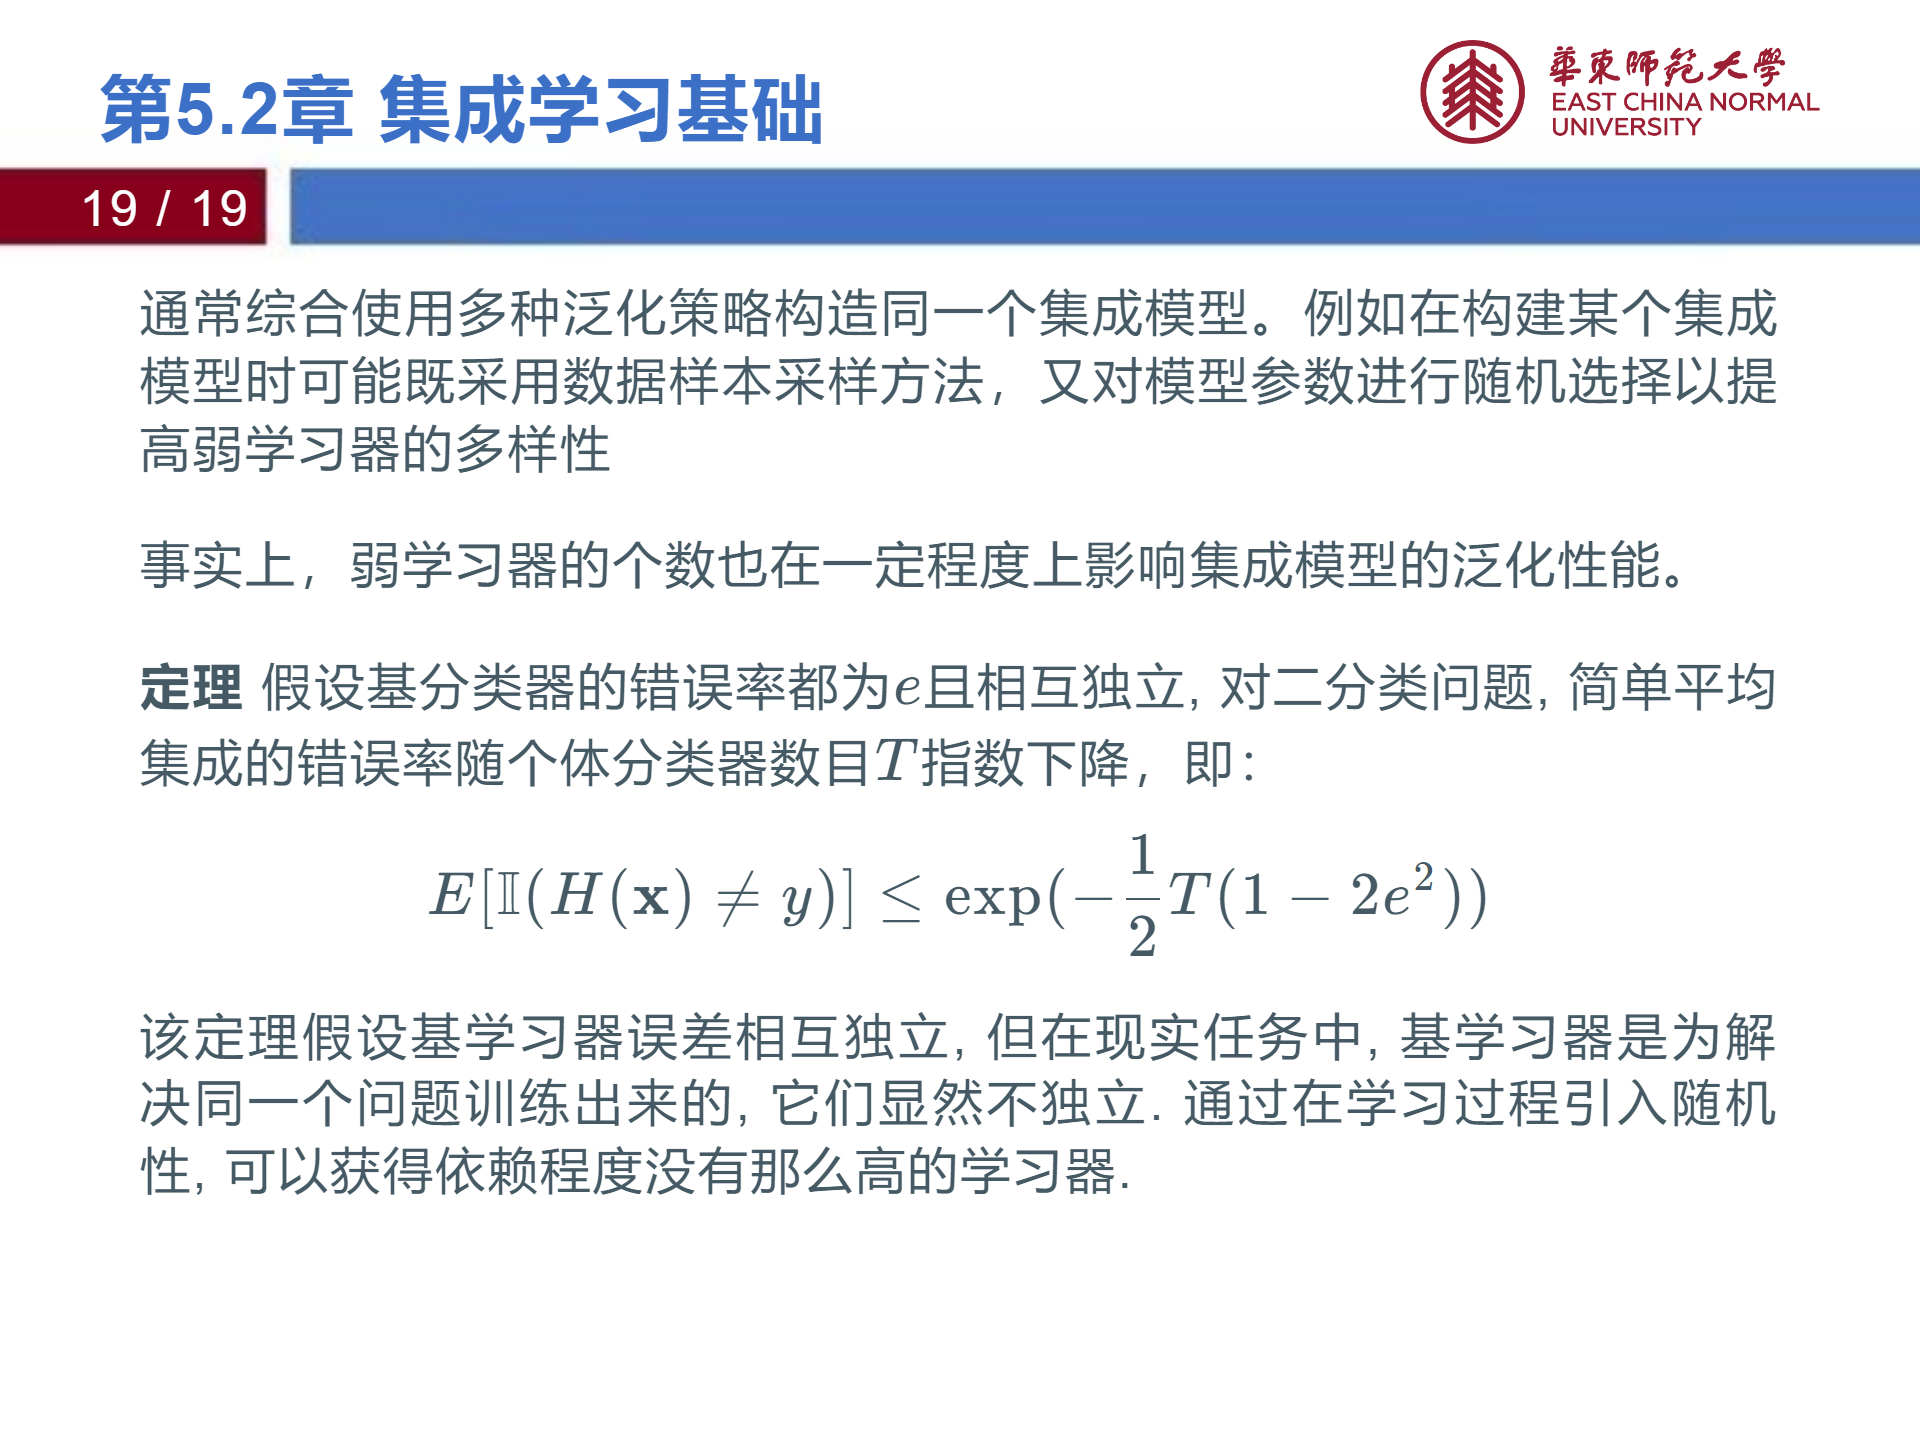 第5.2章 集成学习基础
華東師範大學
EAST CHINA NORMAL
UNIVERSITY
19 / 19
通常综合使用多种泛化策略构造同一个集成模型。例如在构建某个集成
模型时可能既采用数据样本采样方法，又对模型参数进行随机选择以提
高弱学习器的多样性
事实上，弱学习器的个数也在一定程度上影响集成模型的泛化性能。
定理 假设基分类器的错误率都为e且相互独立, 对二分类问题, 简单平均
集成的错误率随个体分类器数目T指数下降，即：
E[𝕀(H(𝐱) ≠ y)] ≤ exp(−\frac{1}{2}T(1 − 2e²))
该定理假设基学习器误差相互独立, 但在现实任务中, 基学习器是为解
决同一个问题训练出来的, 它们显然不独立. 通过在学习过程引入随机
性, 可以获得依赖程度没有那么高的学习器.